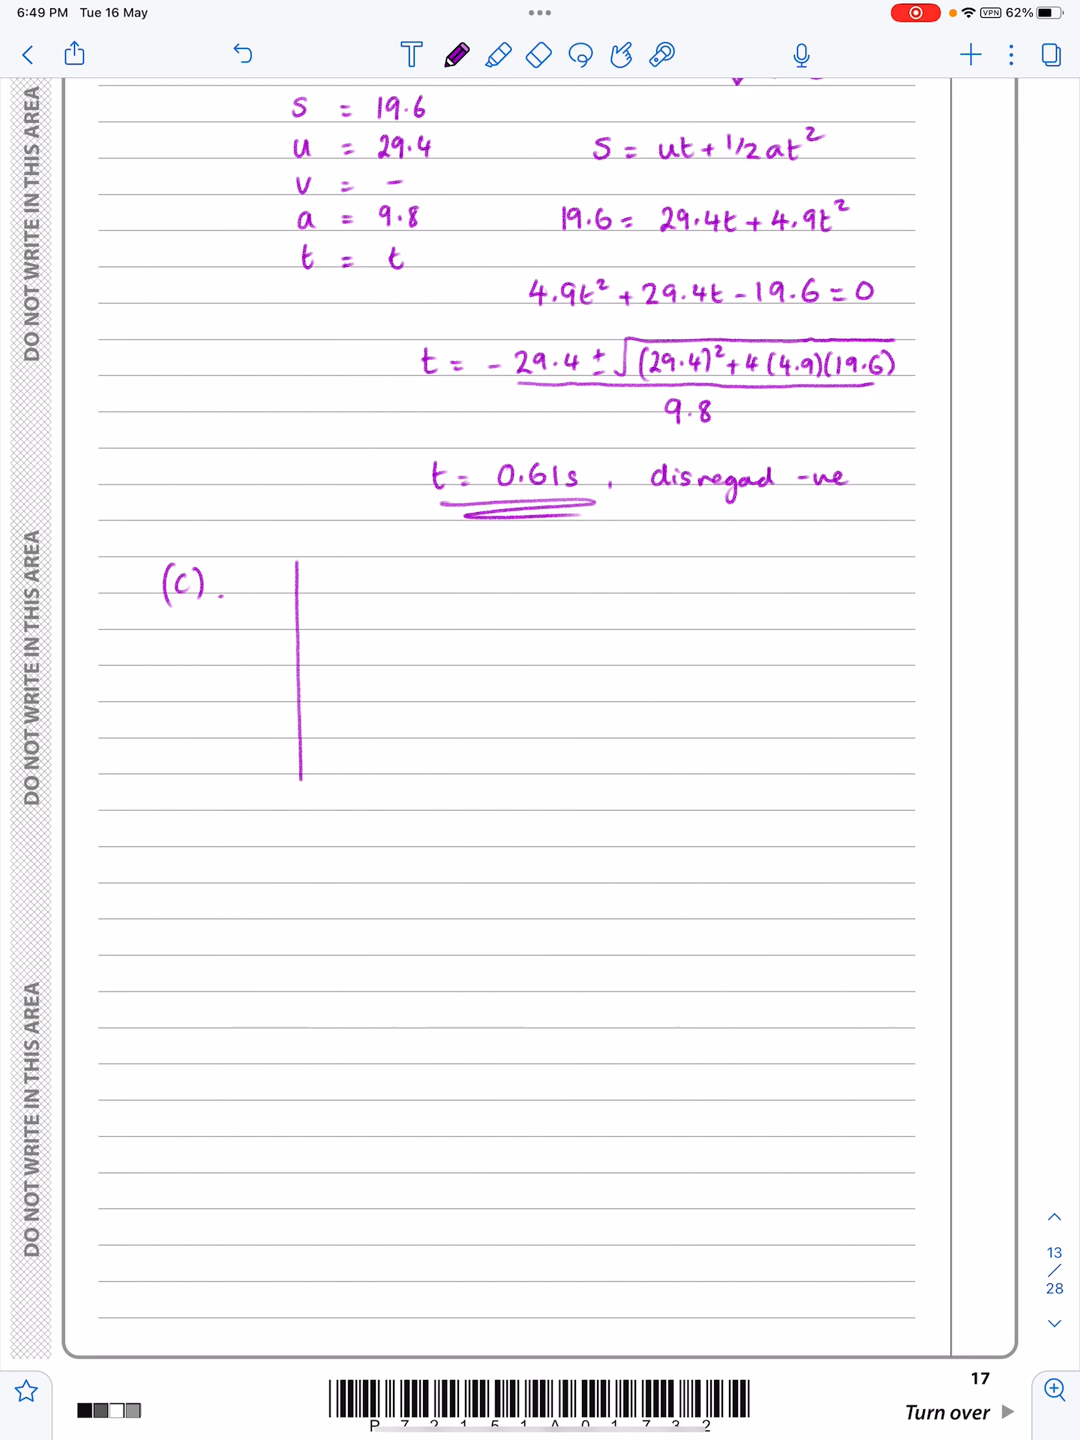 6:49 PM Tue 16 May
VPN 62%
T
S = 19.6
u = 29.4
S = ut + 1/2 at²
v = -
a = 9.8
19.6 = 29.4t + 4.9t²
t = t
4.9t² + 29.4t - 19.6 = 0
t = - 29.4 ± √(29.4)² + 4(4.9)(19.6)
9.8
t = 0.61s . disregad -ve
(C).
DO NOT WRITE IN THIS AREA
DO NOT WRITE IN THIS AREA
DO NOT WRITE IN THIS AREA
13
/
28
17
P 7 2 1 5 1 A 0 1 7 3 2
Turn over